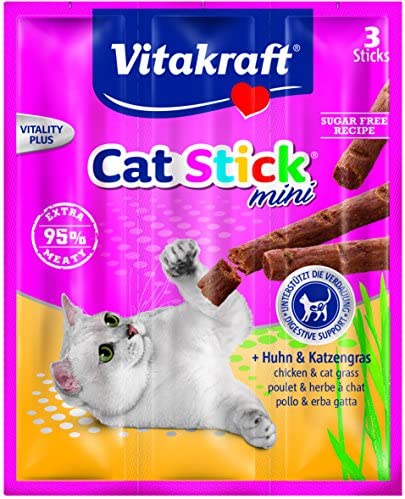 Vitakraft®
3
Sticks
VITALITY
PLUS
SUGAR FREE
RECIPE
Cat Stick®
mini
EXTRA
95%
MEATY
UNTERSTÜTZT DIE VERDAUUNG
DIGESTIVE SUPPORT
+ Huhn & Katzengras
chicken & cat grass
poulet & herbe à chat
pollo & erba gatta